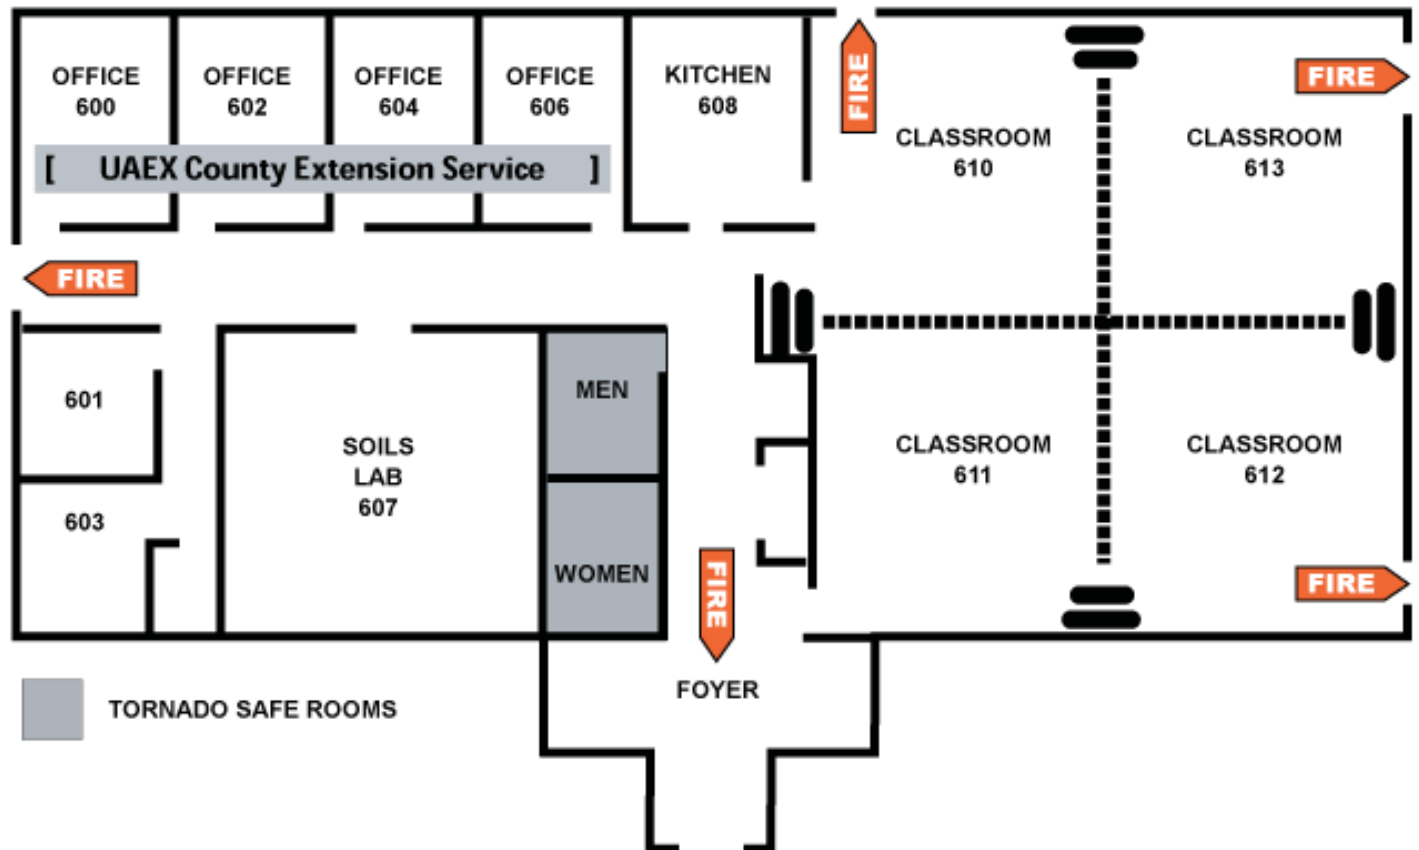 OFFICE
600
OFFICE
602
OFFICE
604
OFFICE
606
KITCHEN
608
[ UAEX County Extension Service ]
FIRE
CLASSROOM
610
CLASSROOM
613
FIRE
FIRE
601
603
SOILS
LAB
607
MEN
WOMEN
FIRE
CLASSROOM
611
CLASSROOM
612
FIRE
FOYER
TORNADO SAFE ROOMS